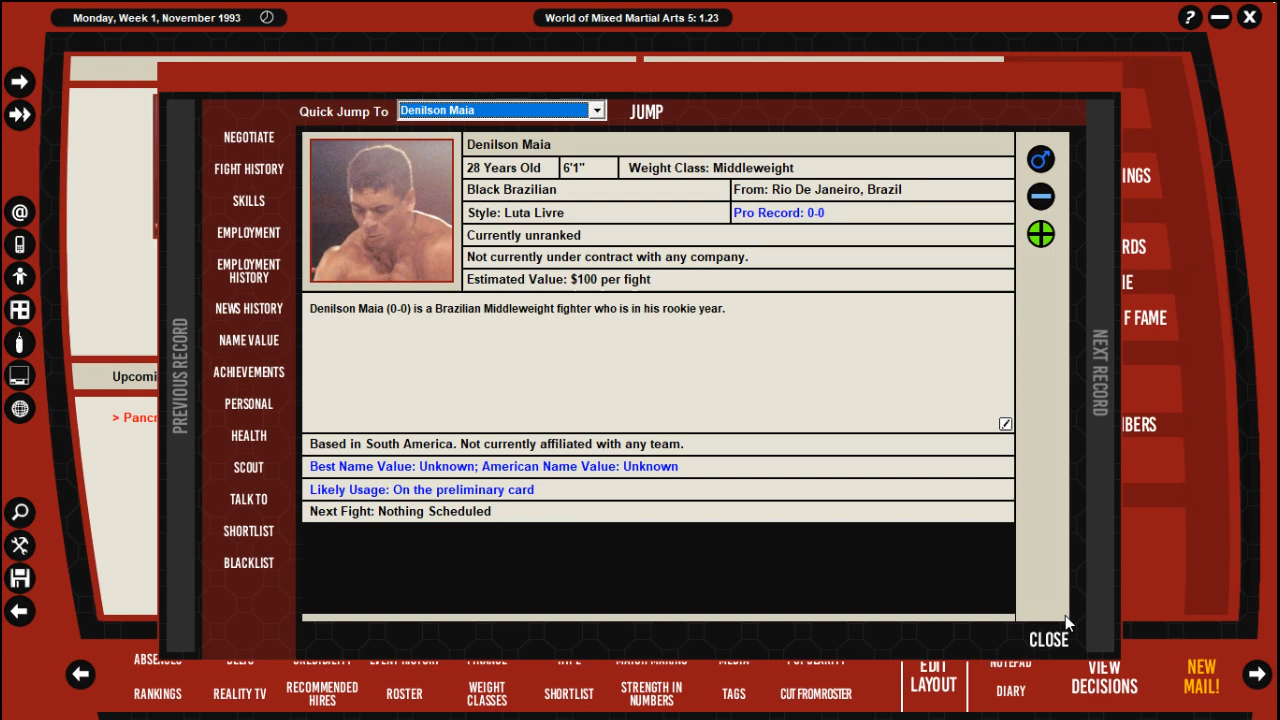 Monday, Week 1, November 1993
World of Mixed Martial Arts 5: 1.23
Quick Jump To
Denilson Maia
JUMP
NEGOTIATE
FIGHT HISTORY
SKILLS
EMPLOYMENT
EMPLOYMENT HISTORY
NEWS HISTORY
NAME VALUE
ACHIEVEMENTS
PERSONAL
HEALTH
SCOUT
TALK TO
SHORTLIST
BLACKLIST
PREVIOUS RECORD
Denilson Maia
28 Years Old
6'1"
Weight Class: Middleweight
Black Brazilian
From: Rio De Janeiro, Brazil
Style: Luta Livre
Pro Record: 0-0
Currently unranked
Not currently under contract with any company.
Estimated Value: $100 per fight
Denilson Maia (0-0) is a Brazilian Middleweight fighter who is in his rookie year.
Based in South America. Not currently affiliated with any team.
Best Name Value: Unknown; American Name Value: Unknown
Likely Usage: On the preliminary card
Next Fight: Nothing Scheduled
NEXT RECORD
CLOSE
Upcomi
> Pancr
INGS
RDS
IE
F FAME
BERS
RANKINGS
REALITY TV
RECOMMENDED HIRES
ROSTER
WEIGHT CLASSES
SHORTLIST
STRENGTH IN NUMBERS
TAGS
CUT FROM ROSTER
EDIT LAYOUT
NOTEPAD
DIARY
VIEW DECISIONS
NEW MAIL!